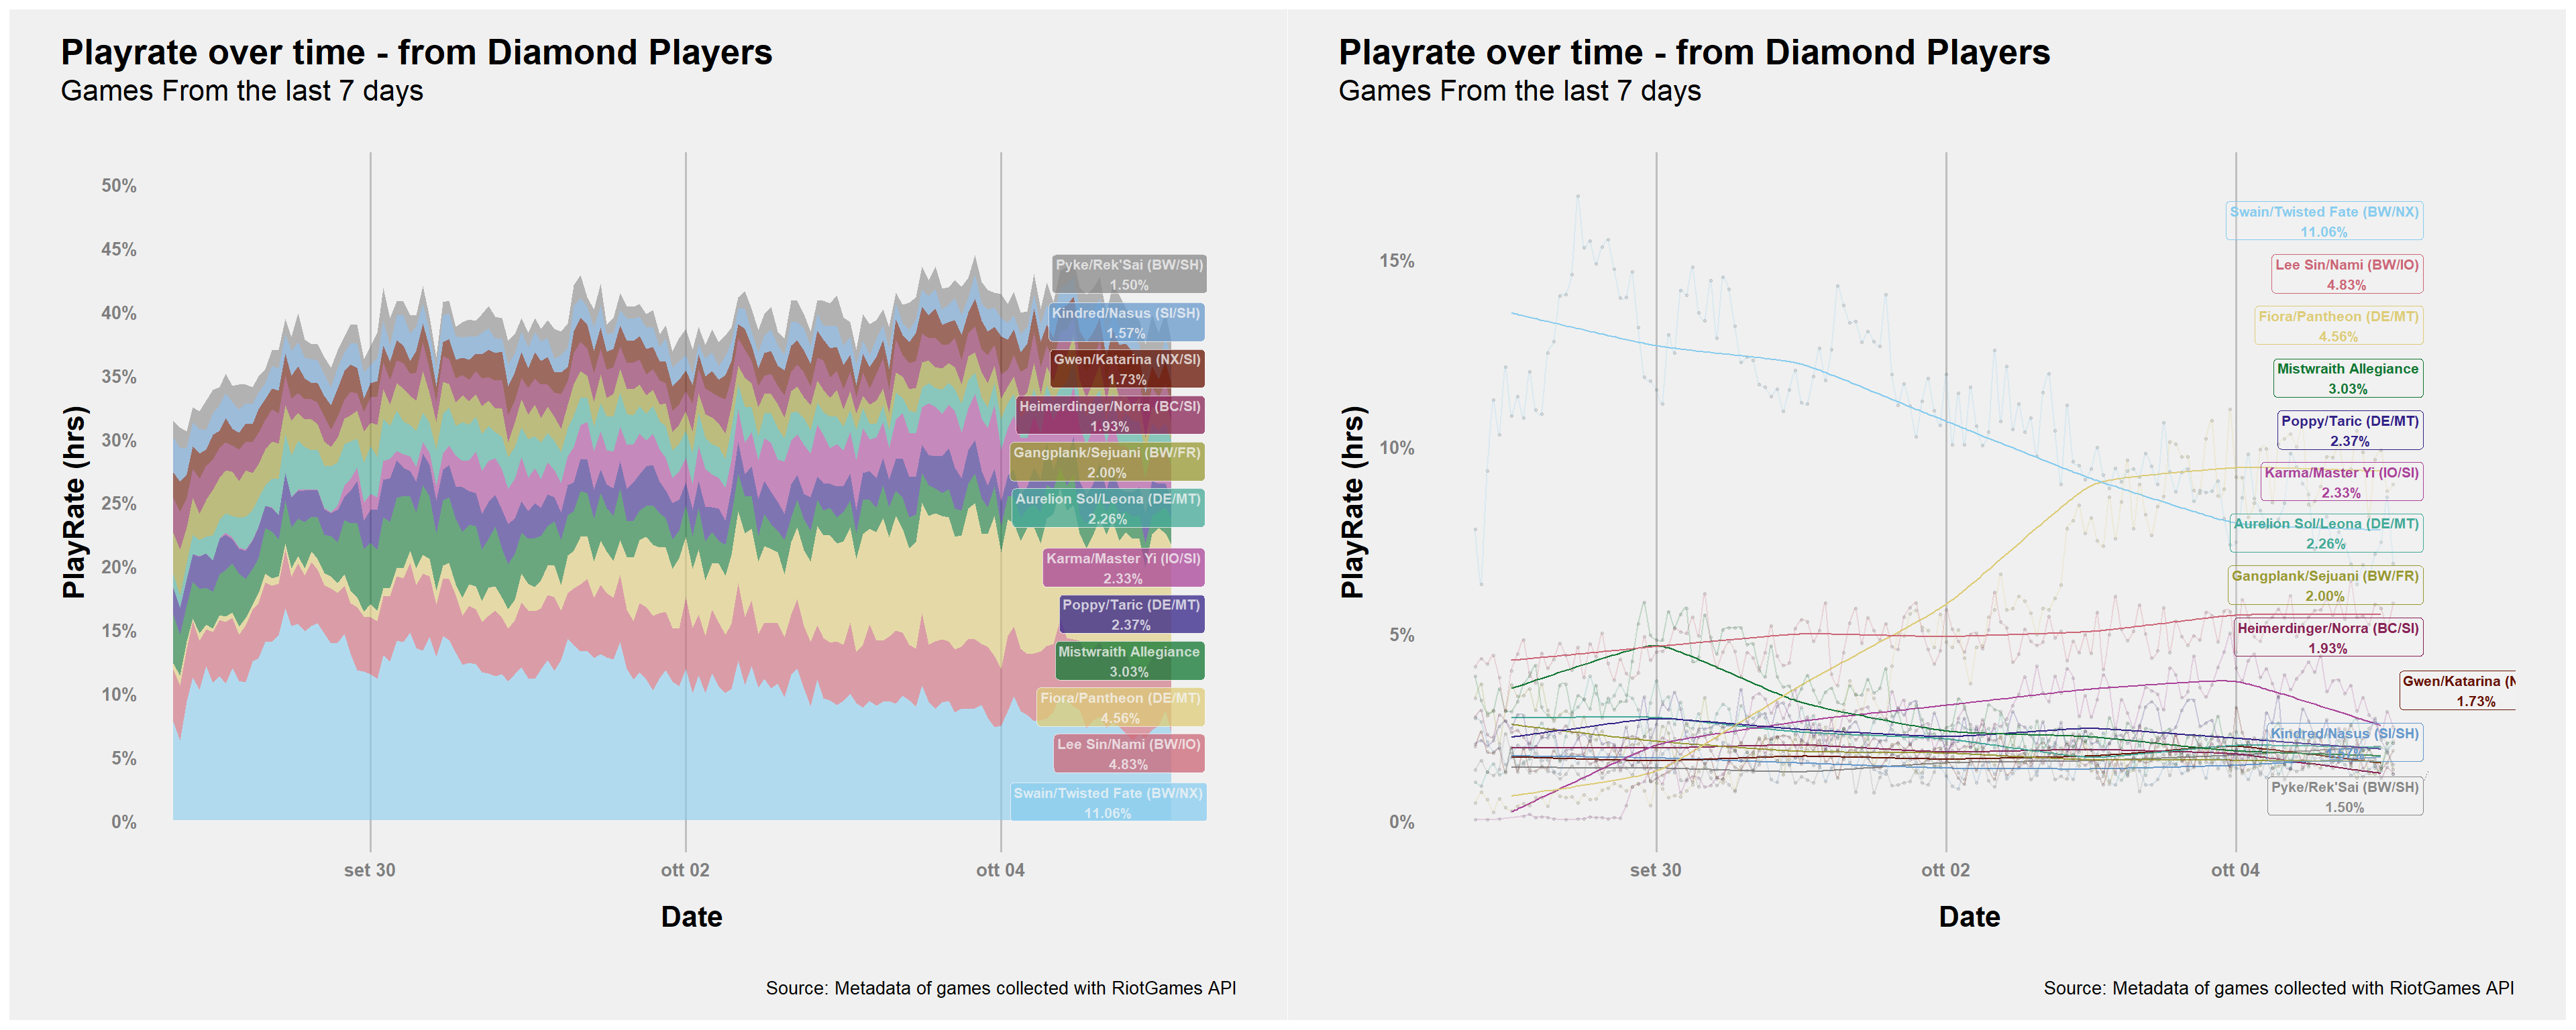 Playrate over time - from Diamond Players
Games From the last 7 days
PlayRate (hrs)
50%
45%
40%
35%
30%
25%
20%
15%
10%
5%
0%
Pyke/Rek'Sai (BW/SH)
1.50%
Kindred/Nasus (SI/SH)
1.57%
Gwen/Katarina (NX/SI)
1.73%
Heimerdinger/Norra (BC/SI)
1.93%
Gangplank/Sejuani (BW/FR)
2.00%
Aurelion Sol/Leona (DE/MT)
2.26%
Karma/Master Yi (IO/SI)
2.33%
Poppy/Taric (DE/MT)
2.37%
Mistwraith Allegiance
3.03%
Fiora/Pantheon (DE/MT)
4.56%
Lee Sin/Nami (BW/IO)
4.83%
Swain/Twisted Fate (BW/NX)
11.06%
set 30
ott 02
ott 04
Date
Source: Metadata of games collected with RiotGames API
Playrate over time - from Diamond Players
Games From the last 7 days
PlayRate (hrs)
15%
10%
5%
0%
Swain/Twisted Fate (BW/NX)
11.06%
Lee Sin/Nami (BW/IO)
4.83%
Fiora/Pantheon (DE/MT)
4.56%
Mistwraith Allegiance
3.03%
Poppy/Taric (DE/MT)
2.37%
Karma/Master Yi (IO/SI)
2.33%
Aurelion Sol/Leona (DE/MT)
2.26%
Gangplank/Sejuani (BW/FR)
2.00%
Heimerdinger/Norra (BC/SI)
1.93%
Gwen/Katarina
1.73%
Kindred/Nasus (SI/SH)
Pyke/Rek'Sai (BW/SH)
1.50%
set 30
ott 02
ott 04
Date
Source: Metadata of games collected with RiotGames API